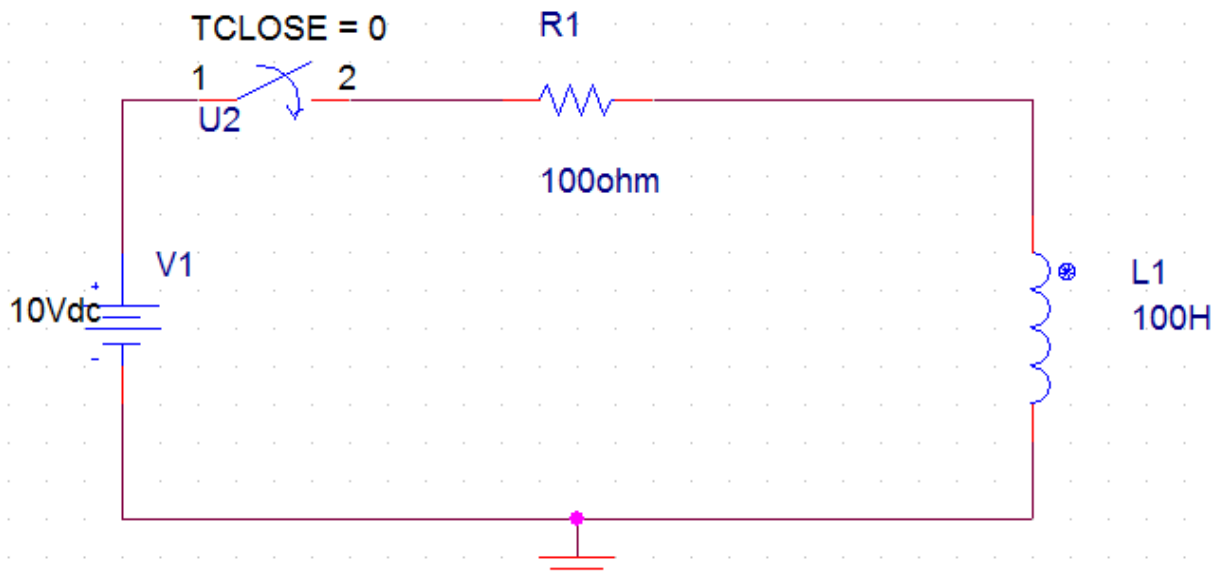 TCLOSE = 0
R1
1
2
U2
100ohm
V1
+
10Vdc
-
L1
100H